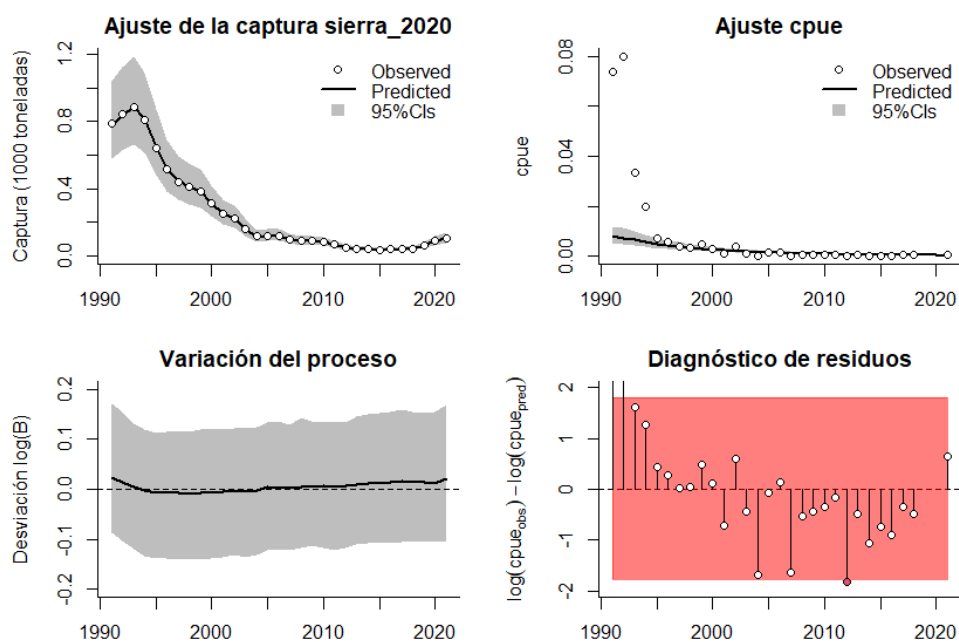 Ajuste de la captura sierra_2020
Captura (1000 toneladas)
1.2
0.8
0.4
0.0
Observed
Predicted
95%CIs
1990 2000 2010 2020
Ajuste cpue
cpue
0.08
0.04
0.00
Observed
Predicted
95%CIs
1990 2000 2010 2020
Variación del proceso
Desviación log(B)
0.2
0.1
0.0
-0.1
-0.2
1990 2000 2010 2020
Diagnóstico de residuos
log(cpue_obs) − log(cpue_pred)
2
1
0
-1
-2
1990 2000 2010 2020